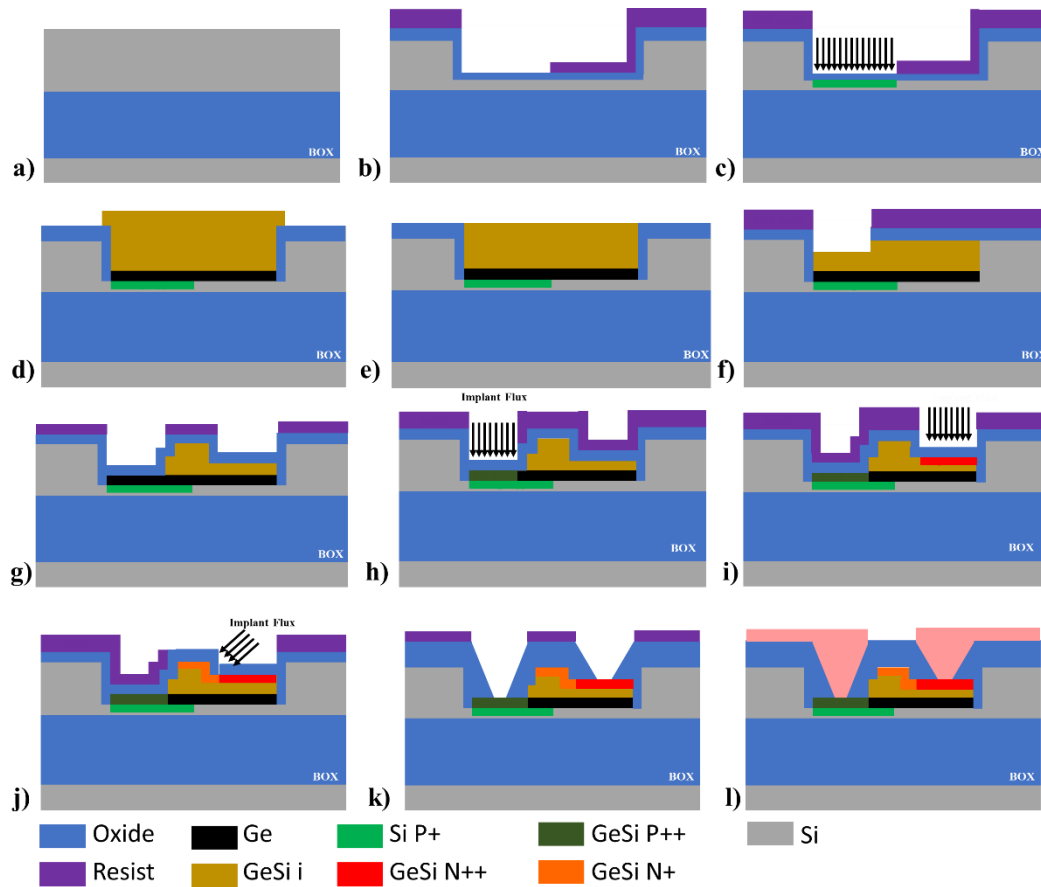 BOX
a)
BOX
b)
BOX
c)
BOX
d)
BOX
e)
BOX
f)
BOX
g)
Implant Flux
BOX
h)
BOX
i)
Implant Flux
BOX
j)
BOX
k)
BOX
l)
Oxide
Ge
Si P+
GeSi P++
Si
Resist
GeSi i
GeSi N++
GeSi N+